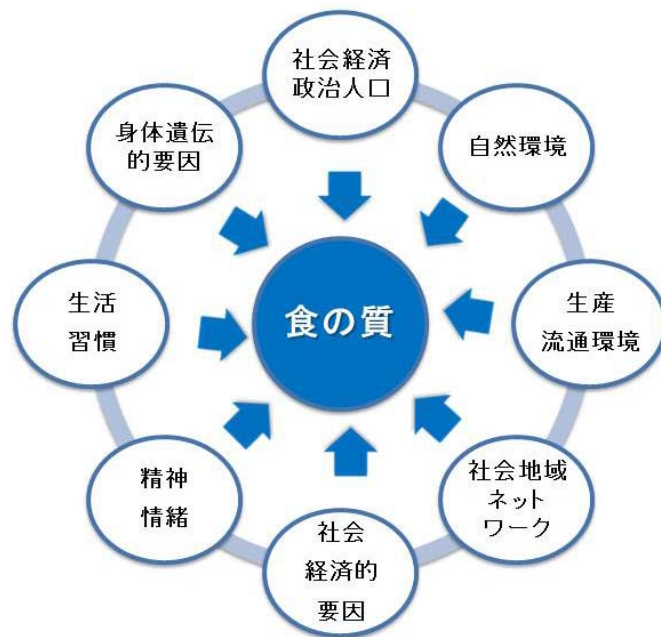 社会経済
政治人口
自然環境
生産
流通環境
社会地域
ネット
ワーク
社会
経済的
要因
精神
情緒
生活
習慣
身体遺伝
的要因
食の質